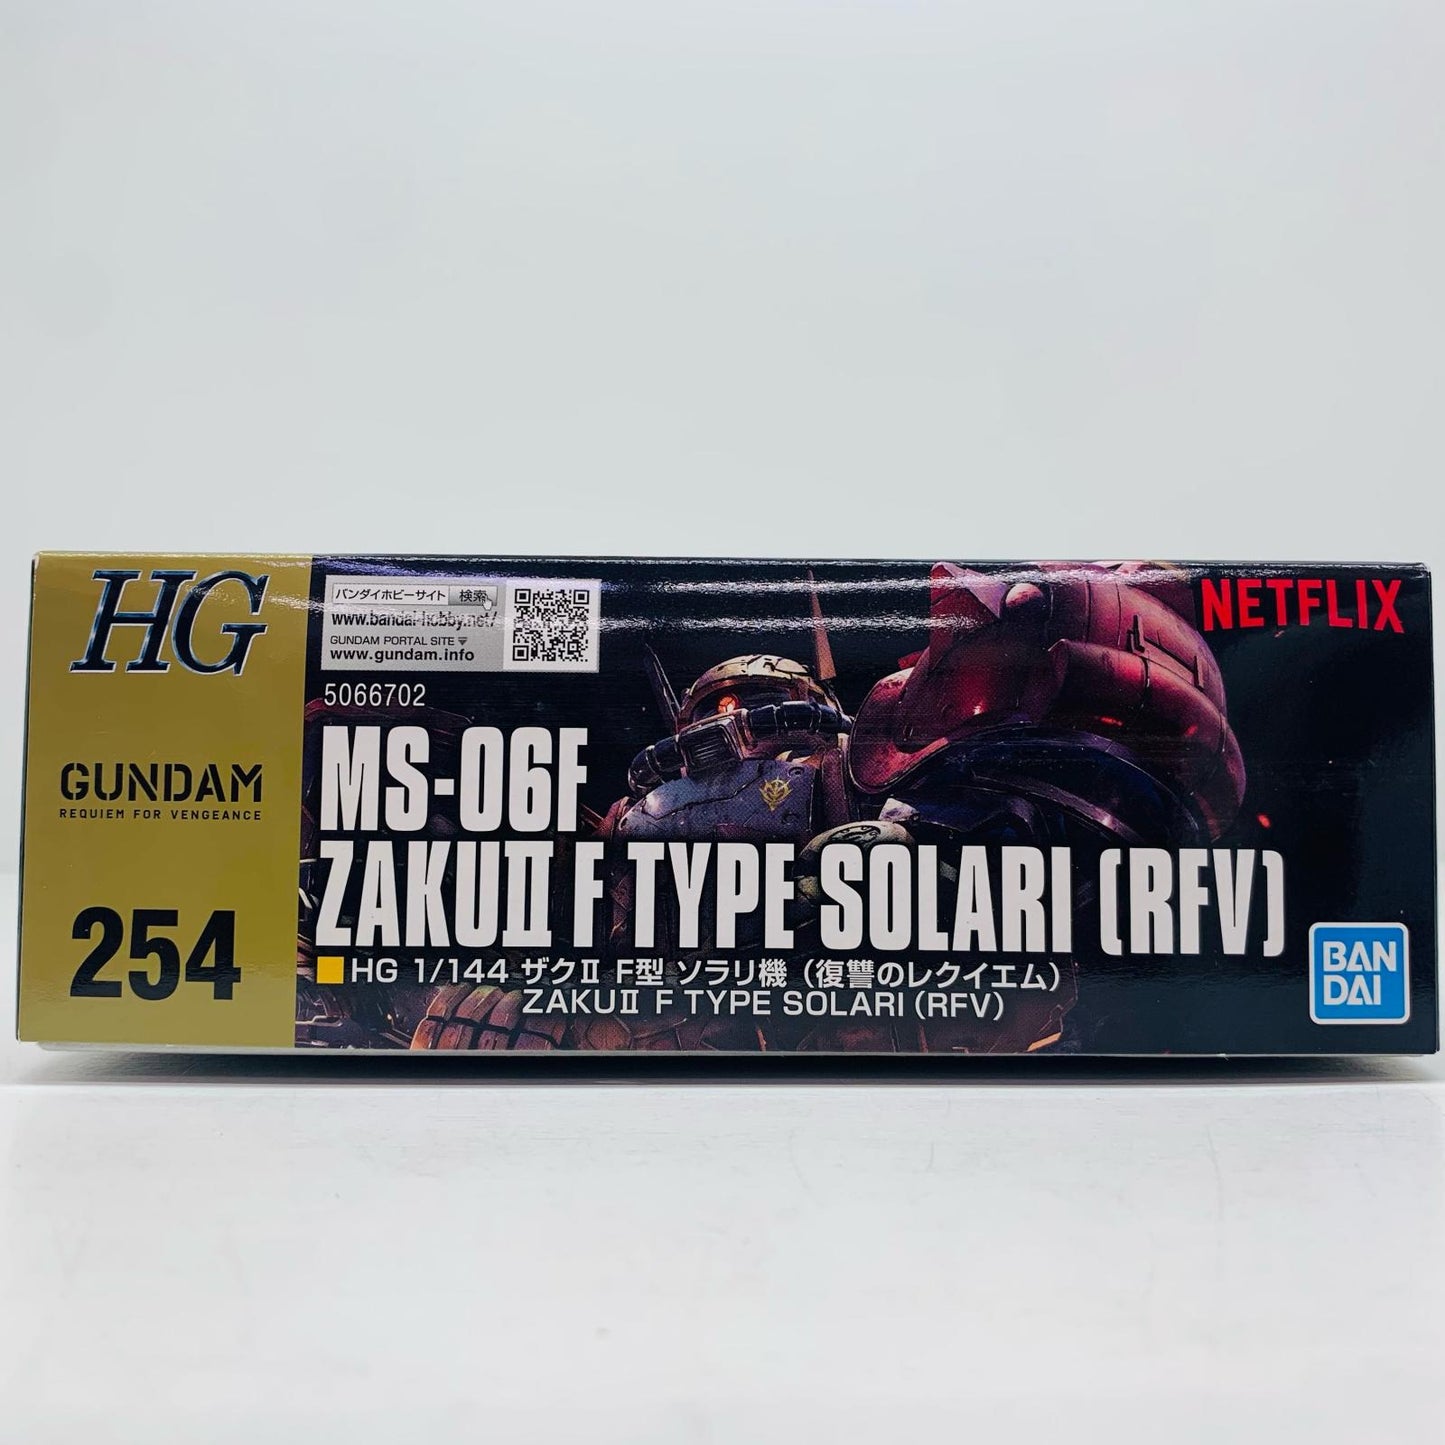 HG
GUNDAM
REQUIEM FOR VENGEANCE
254
バンダイホビーサイト 検索
www.bandai-hobby.net/
GUNDAM PORTAL SITE
www.gundam.info
5066702
NETFLIX
MS-06F
ZAKUⅡ F TYPE SOLARI (RFV)
HG 1/144 ザクⅡ F型 ソラリ機（復讐のレクイエム）
ZAKUⅡ F TYPE SOLARI (RFV)
BAN
DAI